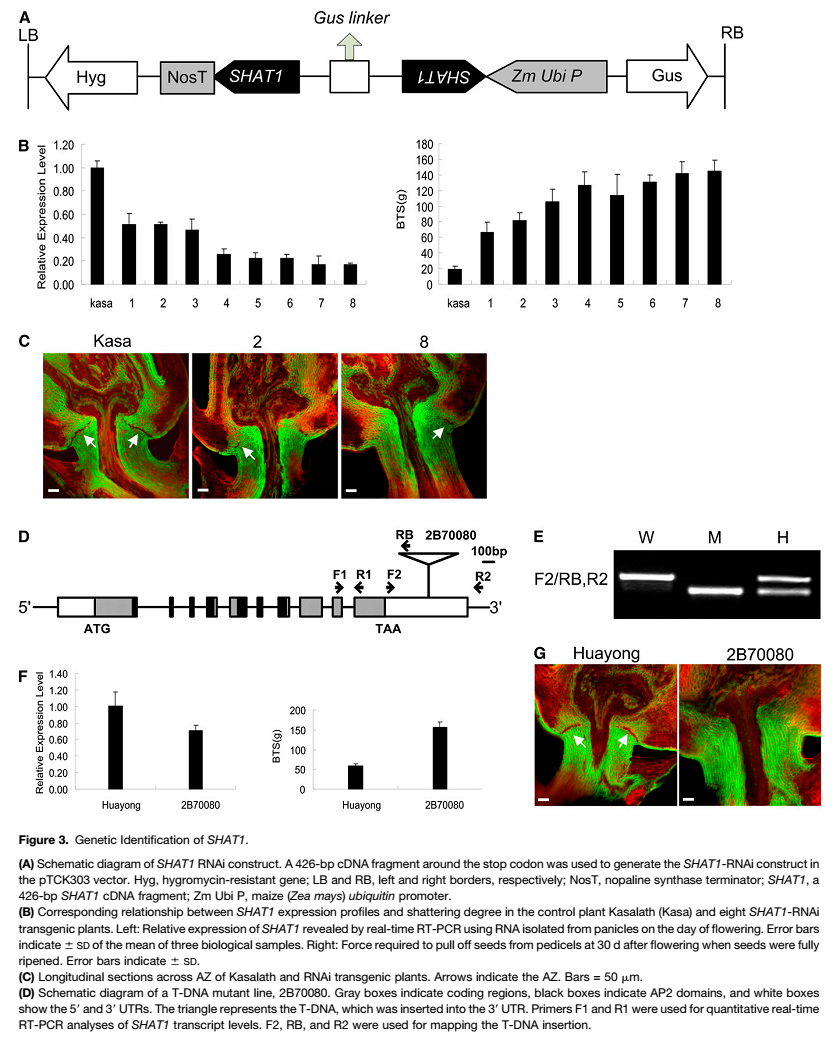 A
LB
Gus linker
RB
Hyg
NosT
SHAT1
SHAT1
Zm Ubi P
Gus
B
Relative Expression Level
1.20
1.00
0.80
0.60
0.40
0.20
0.00
kasa 1 2 3 4 5 6 7 8
BTS(g)
180
160
140
120
100
80
60
40
20
0
kasa 1 2 3 4 5 6 7 8
C
Kasa 2 8
D
RB 2B70080
100bp
F1 R1 F2 R2
5' 3'
ATG TAA
E
W M H
F2/RB,R2
F
Relative Expression Level
1.40
1.20
1.00
0.80
0.60
0.40
0.20
0.00
Huayong 2B70080
BTS(g)
200
150
100
50
0
Huayong 2B70080
G
Huayong 2B70080
Figure 3. Genetic Identification of SHAT1.
(A) Schematic diagram of SHAT1 RNAi construct. A 426-bp cDNA fragment around the stop codon was used to generate the SHAT1-RNAi construct in
the pTCK303 vector. Hyg, hygromycin-resistant gene; LB and RB, left and right borders, respectively; NosT, nopaline synthase terminator; SHAT1, a
426-bp SHAT1 cDNA fragment; Zm Ubi P, maize (Zea mays) ubiquitin promoter.
(B) Corresponding relationship between SHAT1 expression profiles and shattering degree in the control plant Kasalath (Kasa) and eight SHAT1-RNAi
transgenic plants. Left: Relative expression of SHAT1 revealed by real-time RT-PCR using RNA isolated from panicles on the day of flowering. Error bars
indicate ± SD of the mean of three biological samples. Right: Force required to pull off seeds from pedicels at 30 d after flowering when seeds were fully
ripened. Error bars indicate ± SD.
(C) Longitudinal sections across AZ of Kasalath and RNAi transgenic plants. Arrows indicate the AZ. Bars = 50 μm.
(D) Schematic diagram of a T-DNA mutant line, 2B70080. Gray boxes indicate coding regions, black boxes indicate AP2 domains, and white boxes
show the 5′ and 3′ UTRs. The triangle represents the T-DNA, which was inserted into the 3′ UTR. Primers F1 and R1 were used for quantitative real-time
RT-PCR analyses of SHAT1 transcript levels. F2, RB, and R2 were used for mapping the T-DNA insertion.